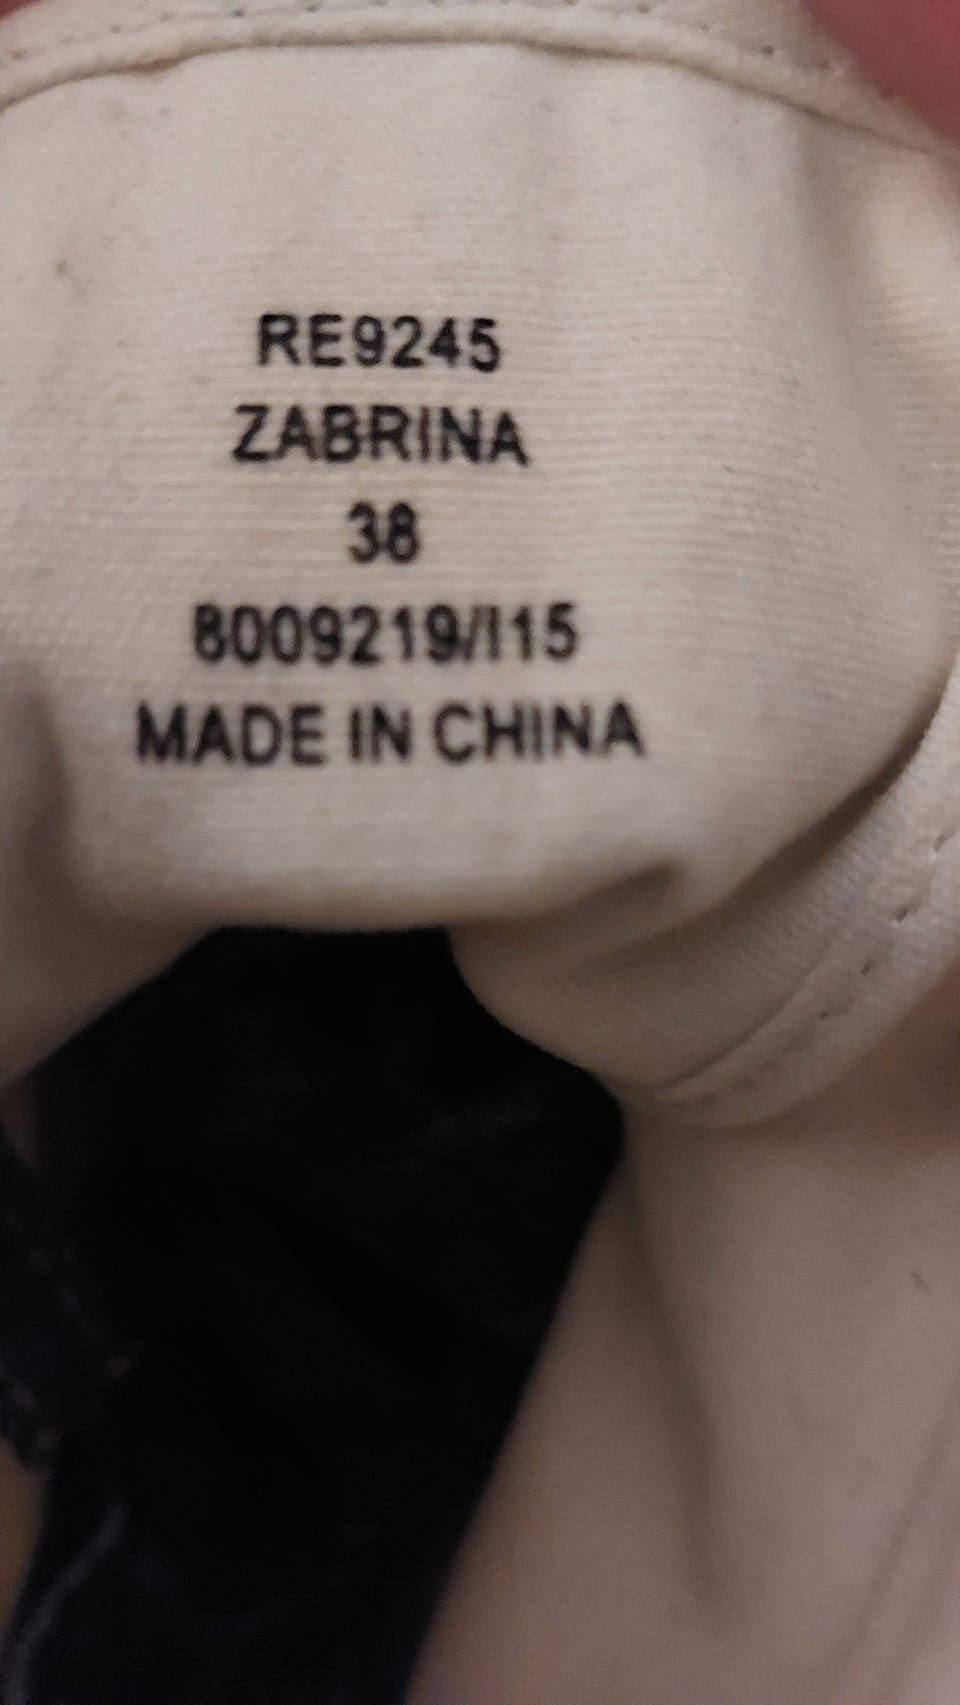 RE9245
ZABRINA
38
8009219/I15
MADE IN CHINA